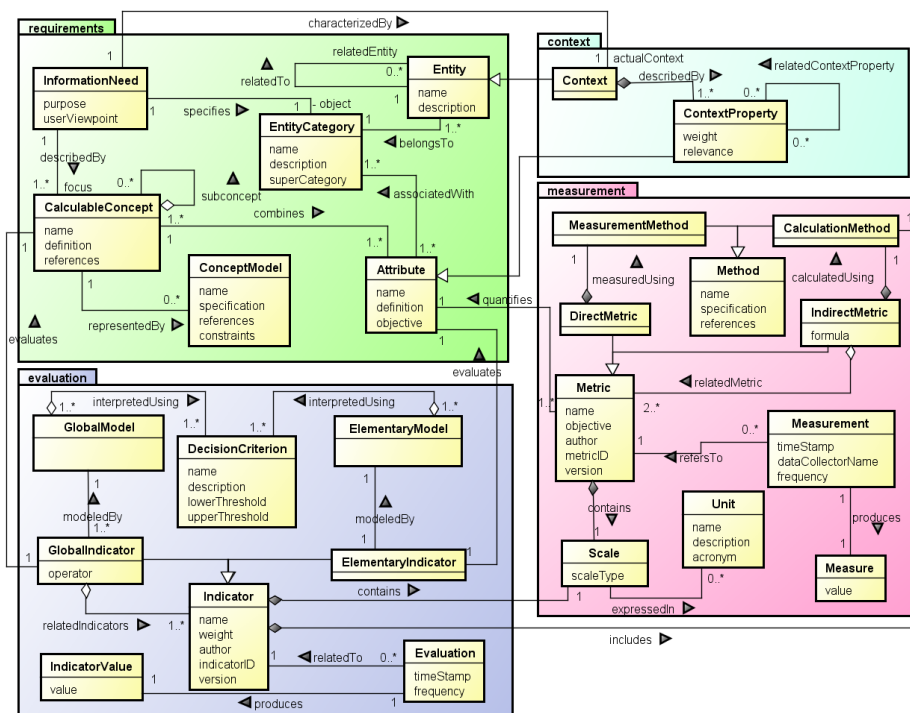 characterizedBy
requirements
context
InformationNeed
purpose
userViewpoint
1
relatedEntity
relatedTo
0..*
1
Entity
name
description
1
actualContext
describedBy
relatedContextProperty
Context
1..*
0..*
0..*
ContextProperty
weight
relevance
1
specifies
1
- object
EntityCategory
name
description
superCategory
1
1..*
belongsTo
1
describedBy
1..*
focus
0..*
subconcept
1..*
associatedWith
1..*
CalculableConcept
name
definition
references
1..*
combines
1
1..*
1
1
ConceptModel
name
specification
references
constraints
0..*
representedBy
Attribute
name
definition
objective
1
quantifies
1
evaluates
evaluates
measurement
MeasurementMethod
CalculationMethod
1
1
1
measuredUsing
calculatedUsing
Method
name
specification
references
DirectMetric
IndirectMetric
formula
relatedMetric
2..*
1..*
Metric
name
objective
author
metricID
version
1
0..*
refersTo
Measurement
timeStamp
dataCollectorName
frequency
contains
1
Unit
name
description
acronym
0..*
1
produces
1
Measure
value
Scale
scaleType
1
expressedIn
evaluation
1..*
interpretedUsing
1..*
interpretedUsing
1..*
1..*
GlobalModel
ElementaryModel
DecisionCriterion
name
description
lowerThreshold
upperThreshold
1
modeledBy
1..*
1
modeledBy
1
GlobalIndicator
operator
1
ElementaryIndicator
1
relatedIndicators
1..*
Indicator
name
weight
author
indicatorID
version
contains
includes
1
relatedTo
0..*
Evaluation
timeStamp
frequency
IndicatorValue
value
1
produces
1